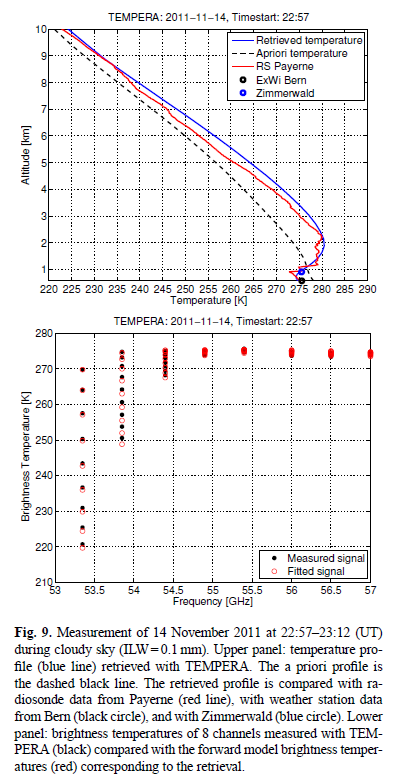 TEMPERA: 2011−11−14, Timestart: 22:57
Retrieved temperature
Apriori temperature
RS Payerne
ExWi Bern
Zimmerwald
Altitude [km]
10
9
8
7
6
5
4
3
2
1
220 225 230 235 240 245 250 255 260 265 270 275 280 285 290
Temperature [K]
TEMPERA: 2011−11−14, Timestart: 22:57
Brightness Temperature [K]
280
270
260
250
240
230
220
210
Measured signal
Fitted signal
53 53.5 54 54.5 55 55.5 56 56.5 57
Frequency [GHz]
Fig. 9. Measurement of 14 November 2011 at 22:57–23:12 (UT)
during cloudy sky (ILW = 0.1 mm). Upper panel: temperature pro-
file (blue line) retrieved with TEMPERA. The a priori profile is
the dashed black line. The retrieved profile is compared with ra-
diosonde data from Payerne (red line), with weather station data
from Bern (black circle), and with Zimmerwald (blue circle). Lower
panel: brightness temperatures of 8 channels measured with TEM-
PERA (black) compared with the forward model brightness temper-
atures (red) corresponding to the retrieval.